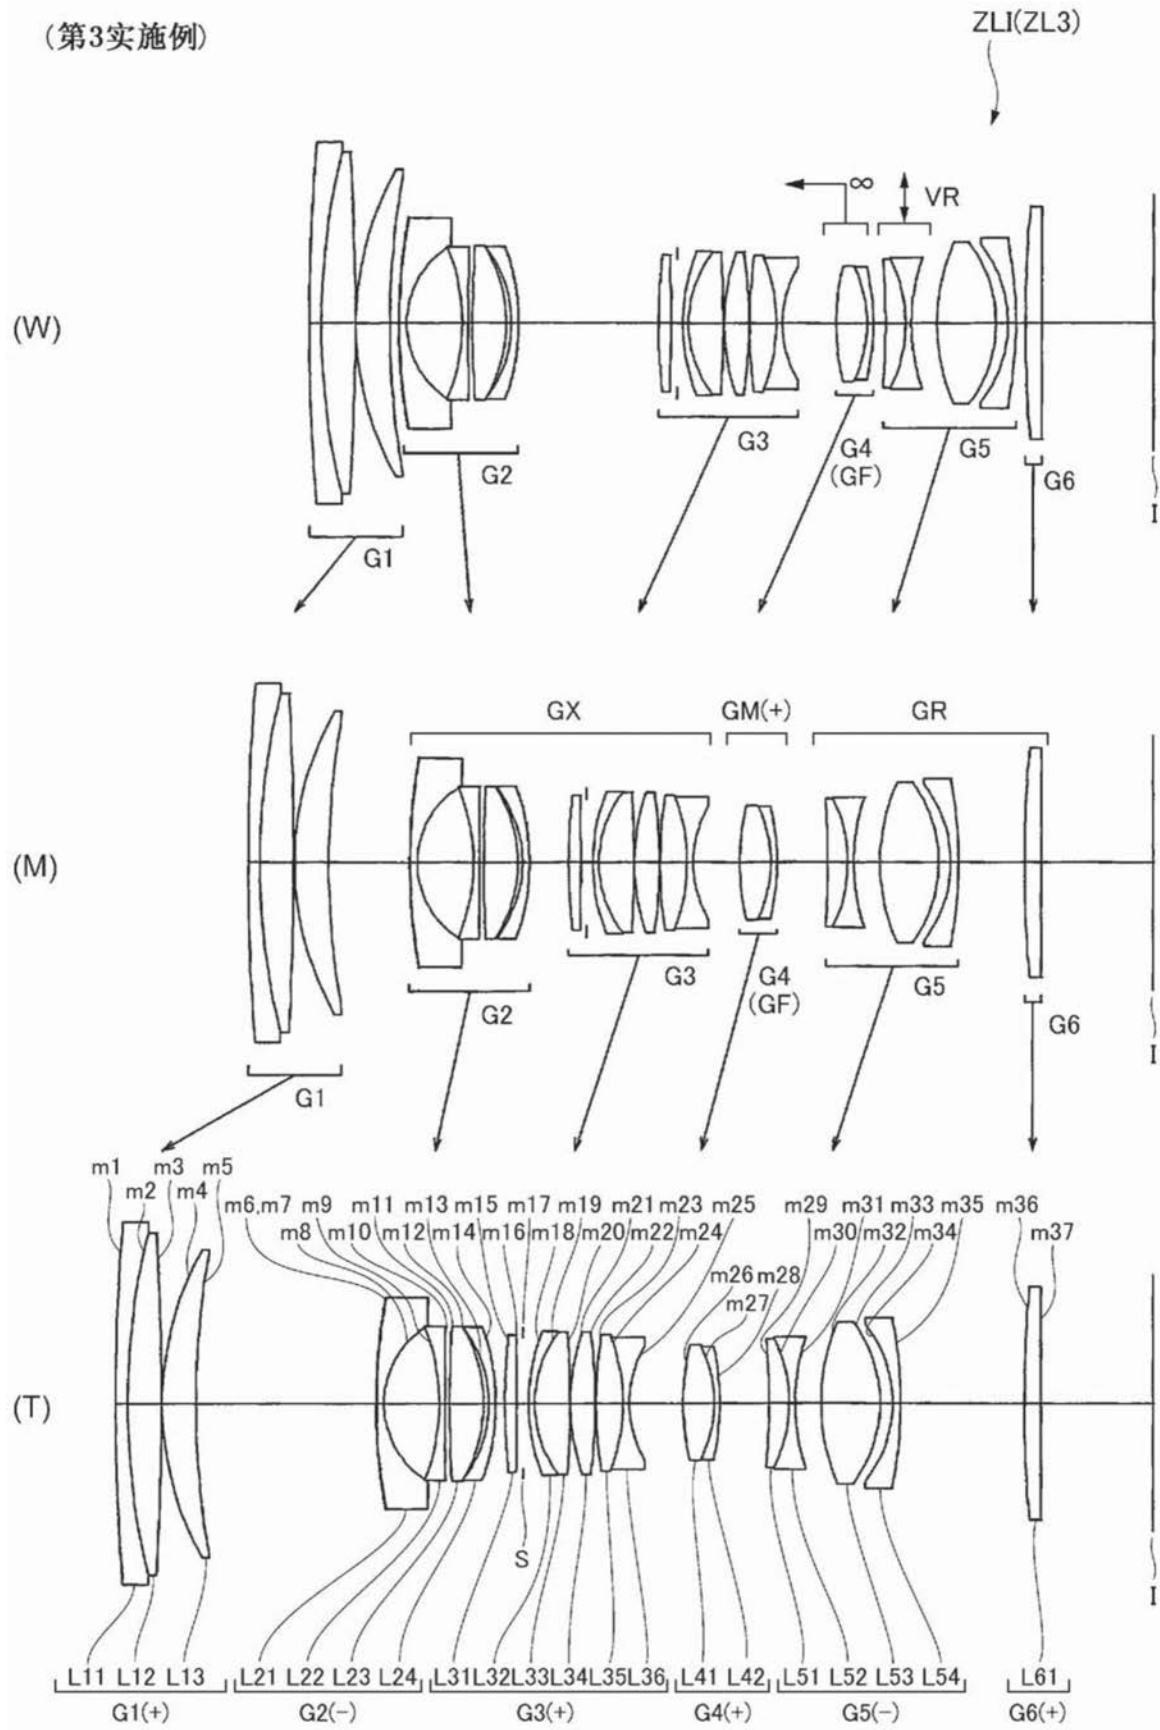 (第3実施例)
ZLI(ZL3)
∞
VR
(W)
G3
G4
(GF)
G5
G2
G6
I
G1
GX
GM(+)
GR
(M)
G3
G4
(GF)
G5
G2
G6
I
G1
m1 m3 m5
m2 m4
m6,m7 m9 m11 m13 m15 m17 m19 m21 m23 m25 m29 m31 m33 m35 m36
m8 m10 m12 m14 m16 m18 m20 m22 m24 m30 m32 m34 m37
m26 m28
m27
(T)
S
I
L11 L12 L13 L21 L22 L23 L24 L31 L32 L33 L34 L35 L36 L41 L42 L51 L52 L53 L54 L61
G1(+) G2(-) G3(+) G4(+) G5(-) G6(+)